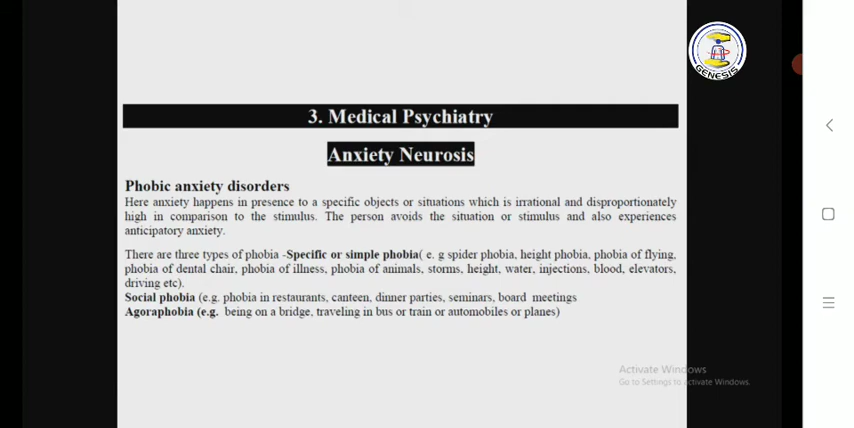 GENESIS
3. Medical Psychiatry
Anxiety Neurosis
Phobic anxiety disorders
Here anxiety happens in presence to a specific objects or situations which is irrational and disproportionately
high in comparison to the stimulus. The person avoids the situation or stimulus and also experiences
anticipatory anxiety.
There are three types of phobia -Specific or simple phobia( e. g spider phobia, height phobia, phobia of flying,
phobia of dental chair, phobia of illness, phobia of animals, storms, height, water, injections, blood, elevators,
driving etc).
Social phobia (e.g. phobia in restaurants, canteen, dinner parties, seminars, board meetings
Agoraphobia (e.g. being on a bridge, traveling in bus or train or automobiles or planes)
Activate Windows
Go to Settings to activate Windows.